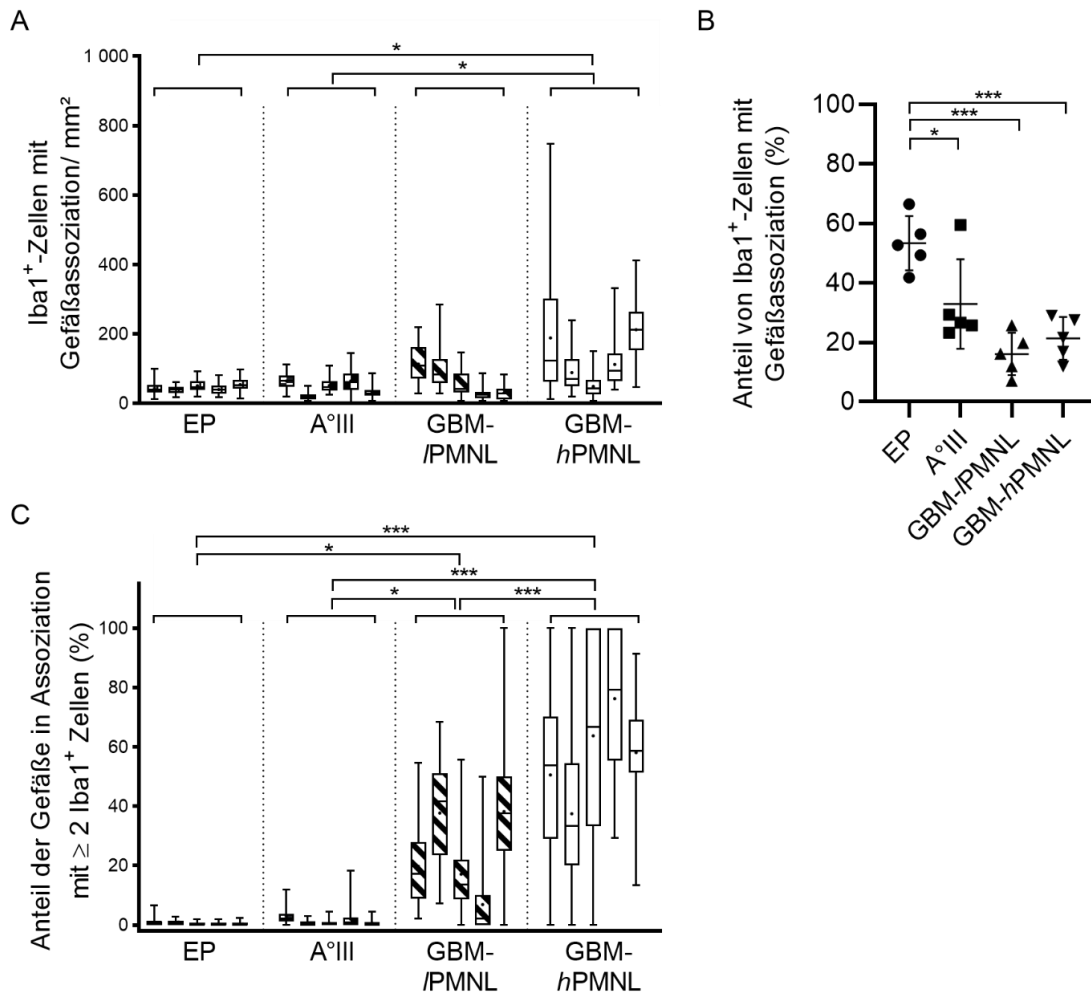 A
Iba1⁺-Zellen mit
Gefäßassoziation/ mm²
1 000
800
600
400
200
0
*
*
EP
A°III
GBM-
lPMNL
GBM-
hPMNL
B
Anteil von Iba1⁺-Zellen mit
Gefäßassoziation (%)
100
80
60
40
20
0
***
***
*
EP
A°III
GBM-lPMNL
GBM-hPMNL
C
Anteil der Gefäße in Assoziation
mit ≥ 2 Iba1⁺ Zellen (%)
100
80
60
40
20
0
***
*
***
*
***
EP
A°III
GBM-
lPMNL
GBM-
hPMNL